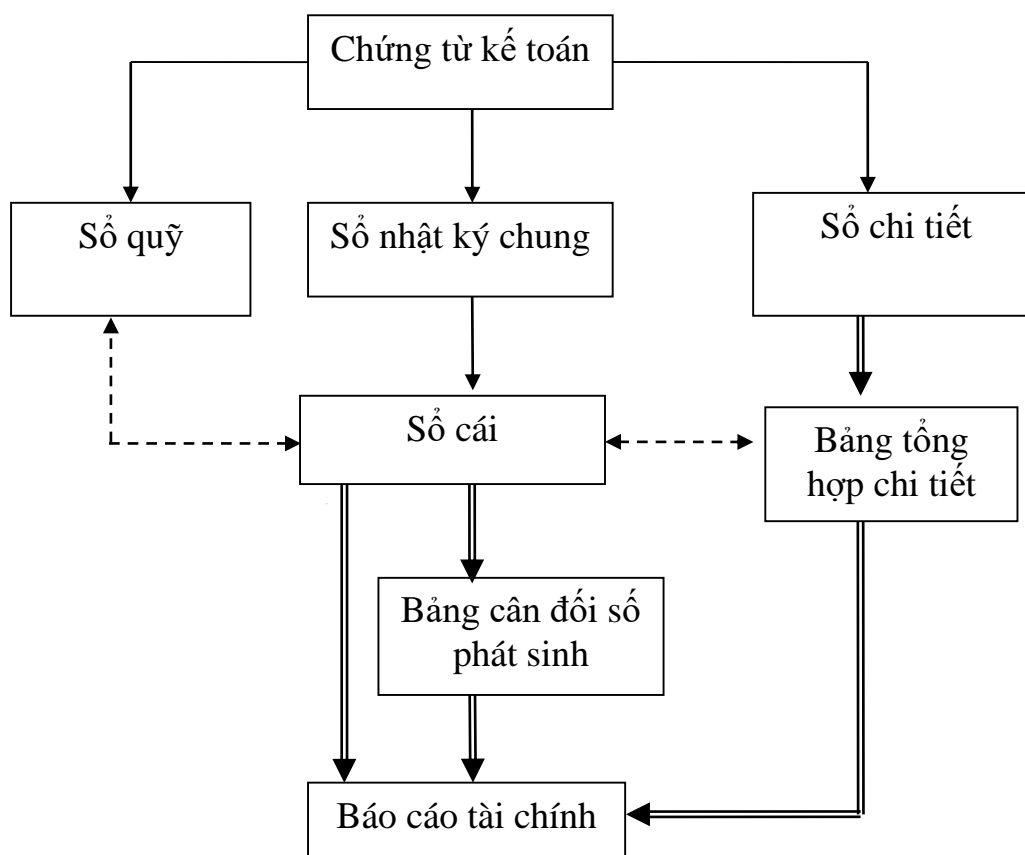 Chứng từ kế toán
Sổ quỹ
Sổ nhật ký chung
Sổ chi tiết
Sổ cái
Bảng tổng
hợp chi tiết
Bảng cân đối số
phát sinh
Báo cáo tài chính